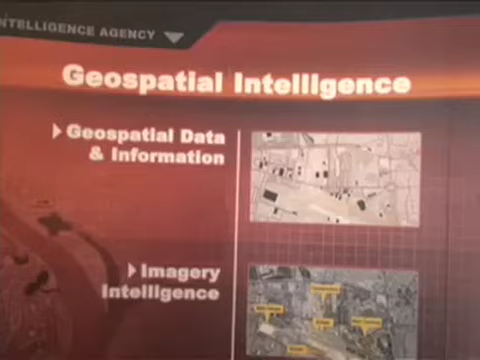 INTELLIGENCE AGENCY
Geospatial Intelligence
Geospatial Data
& Information
Imagery
Intelligence